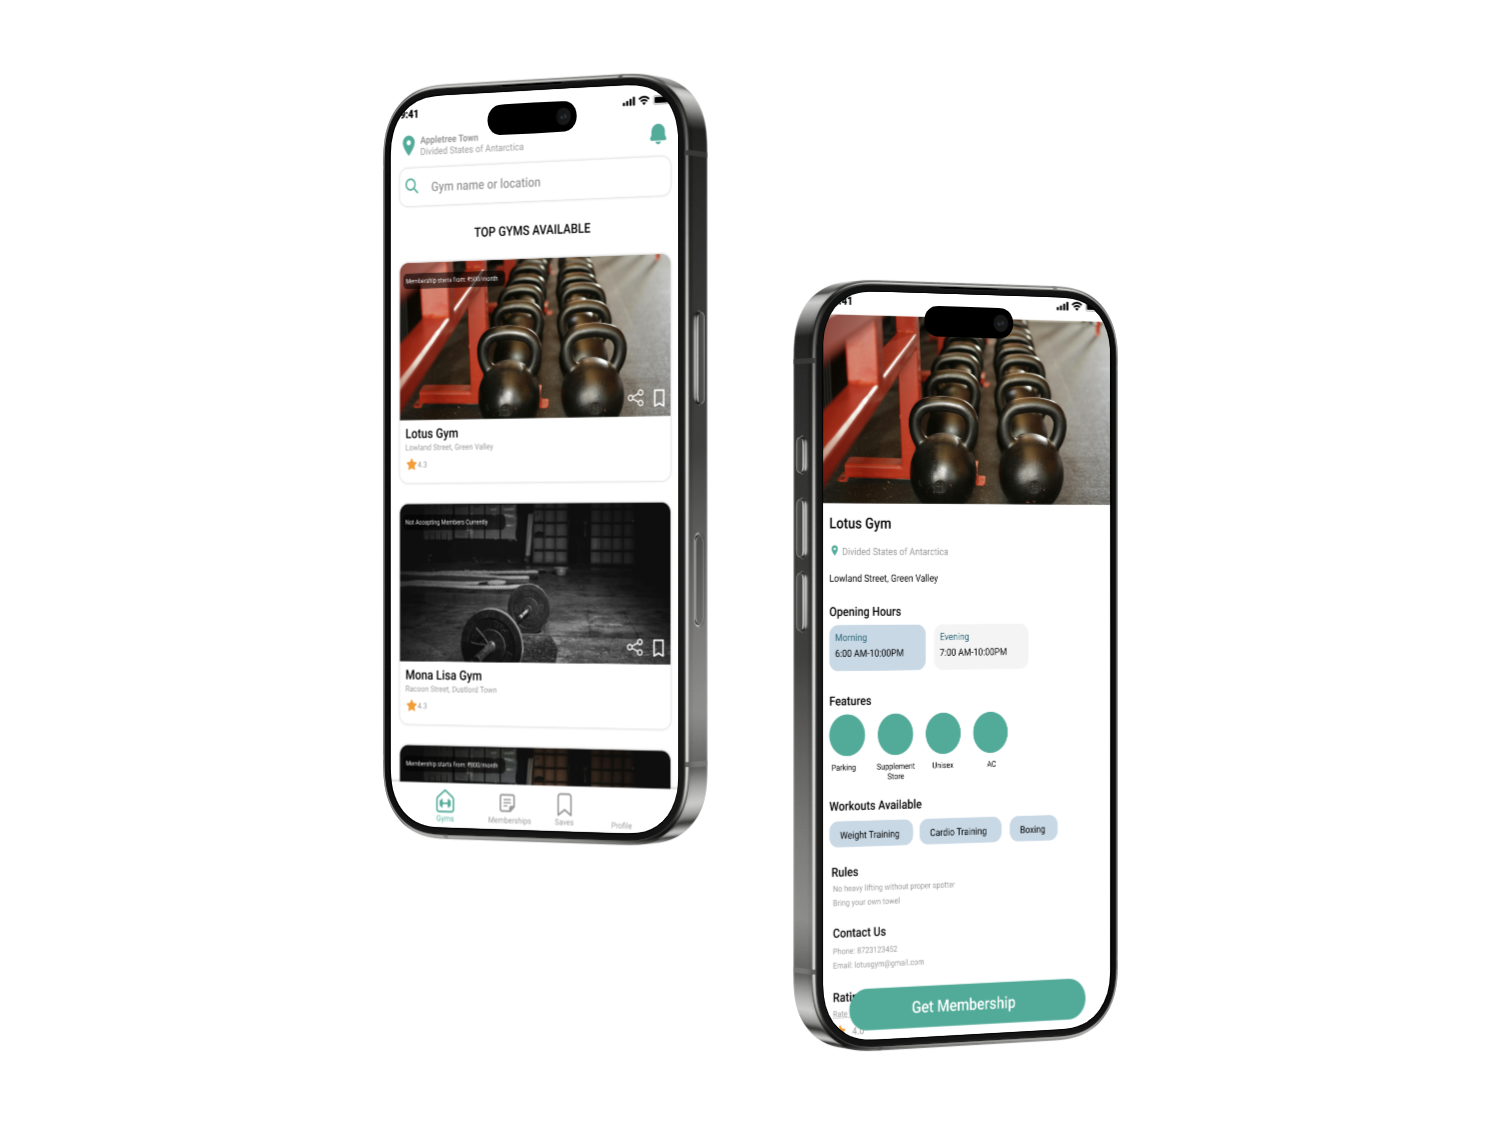 9:41
Appletree Town
Divided States of Antarctica
Gym name or location
TOP GYMS AVAILABLE
Membership starts from: ₹500/month
Lotus Gym
Lowland Street, Green Valley
4.3
Not Accepting Members Currently
Mona Lisa Gym
Racoon Street, Dustlord Town
4.3
Membership starts from: ₹800/month
Gyms
Memberships
Saves
Profile
:41
Lotus Gym
Divided States of Antarctica
Lowland Street, Green Valley
Opening Hours
Morning
6:00 AM-10:00PM
Evening
7:00 AM-10:00PM
Features
Parking
Supplement
Store
Unisex
AC
Workouts Available
Weight Training
Cardio Training
Boxing
Rules
No heavy lifting without proper spotter
Bring your own towel
Contact Us
Phone: 8723123452
Email: lotusgym@gmail.com
Rate
4.0
Get Membership